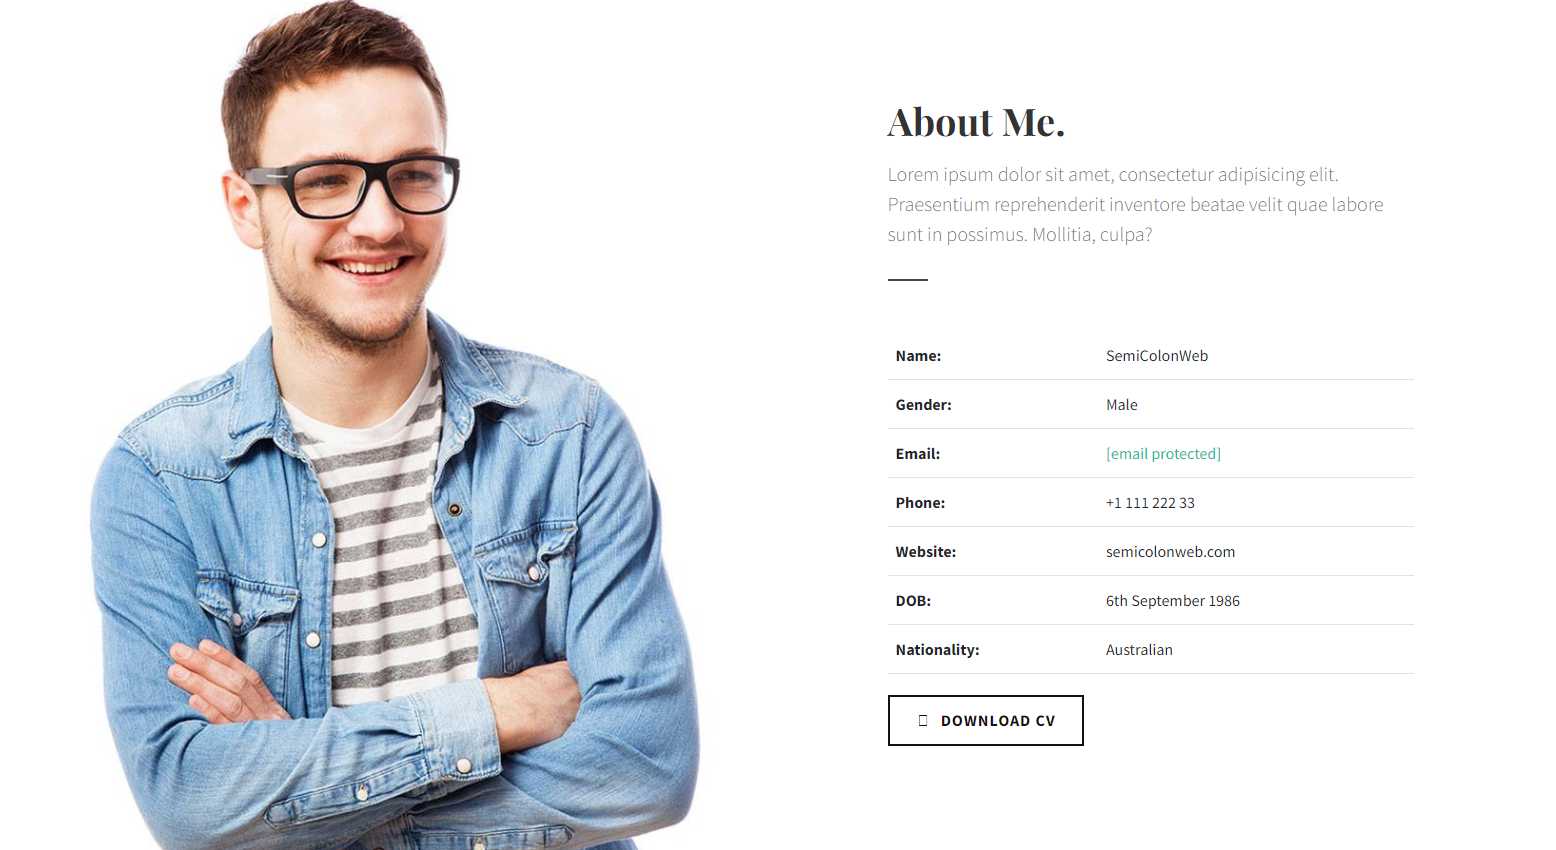 About Me.
Lorem ipsum dolor sit amet, consectetur adipisicing elit.
Praesentium reprehenderit inventore beatae velit quae labore
sunt in possimus. Mollitia, culpa?
Name: SemiColonWeb
Gender: Male
Email: [email protected]
Phone: +1 111 222 33
Website: semicolonweb.com
DOB: 6th September 1986
Nationality: Australian
DOWNLOAD CV